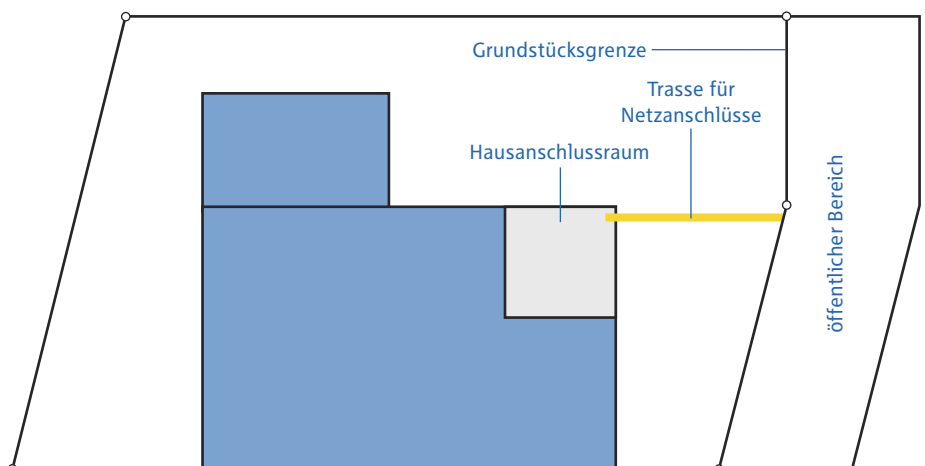 Grundstücksgrenze
Trasse für
Netzanschlüsse
Hausanschlussraum
öffentlicher Bereich